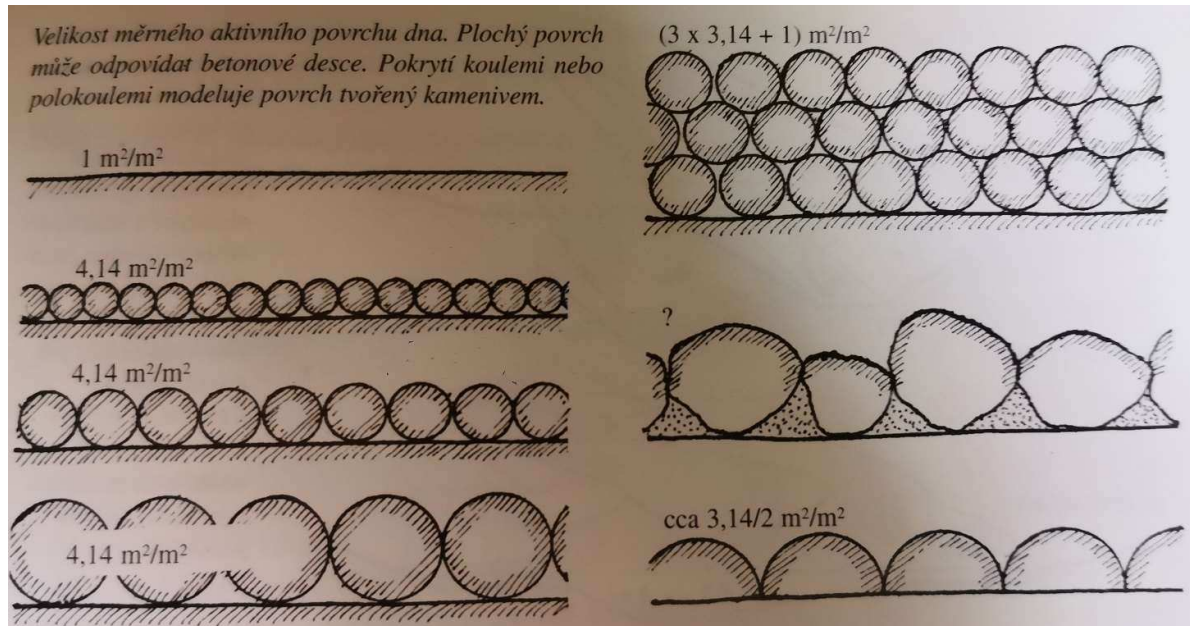 Velikost měrného aktivního povrchu dna. Plochý povrch
může odpovídat betonové desce. Pokrytí koulemi nebo
polokoulemi modeluje povrch tvořený kamenivem.
1 m²/m²
4,14 m²/m²
4,14 m²/m²
4,14 m²/m²
(3 x 3,14 + 1) m²/m²
?
cca 3,14/2 m²/m²